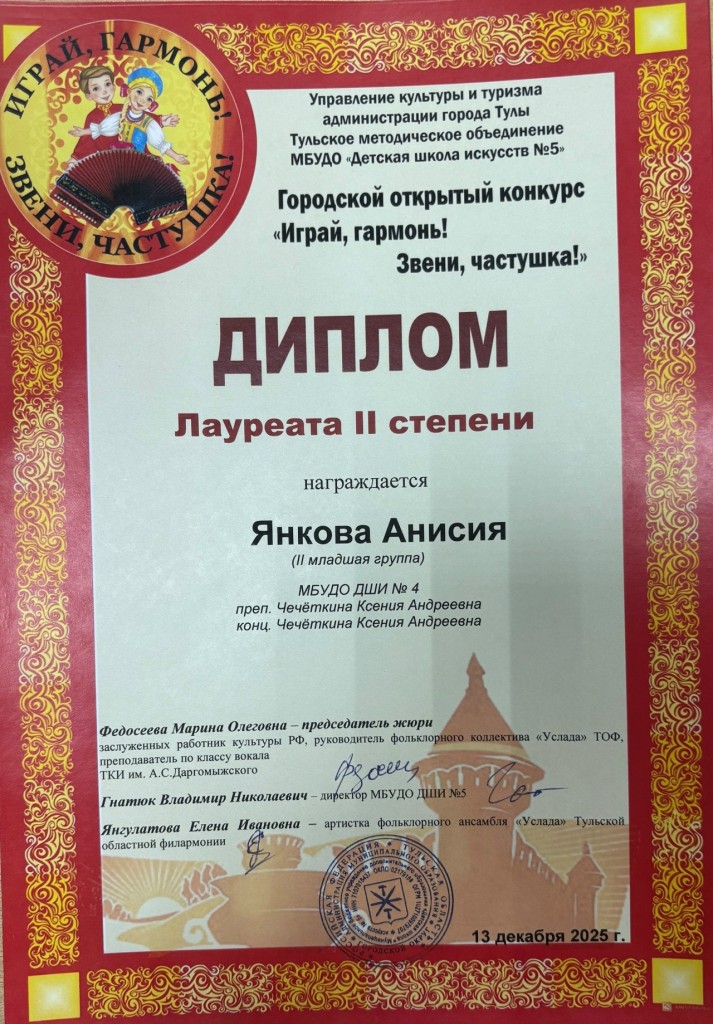 ИГРАЙ, ГАРМОНЬ!
ЗВЕНИ, ЧАСТУШКА!
Управление культуры и туризма
администрации города Тулы
Тульское методическое объединение
МБУДО «Детская школа искусств №5»
Городской открытый конкурс
«Играй, гармонь!
Звени, частушка!»
ДИПЛОМ
Лауреата II степени
награждается
Янкова Анисия
(II младшая группа)
МБУДО ДШИ № 4
преп. Чечёткина Ксения Андреевна
конц. Чечёткина Ксения Андреевна
Федосеева Марина Олеговна – председатель жюри
заслуженных работник культуры РФ, руководитель фольклорного коллектива «Услада» ТОФ,
преподаватель по классу вокала
ТКИ им. А.С.Даргомыжского
Гнатюк Владимир Николаевич – директор МБУДО ДШИ №5
Янгулатова Елена Ивановна – артистка фольклорного ансамбля «Услада» Тульской
областной филармонии
РОССИЙСКАЯ ФЕДЕРАЦИЯ * ТУЛЬСКАЯ ОБЛАСТЬ
13 декабря 2025 г.